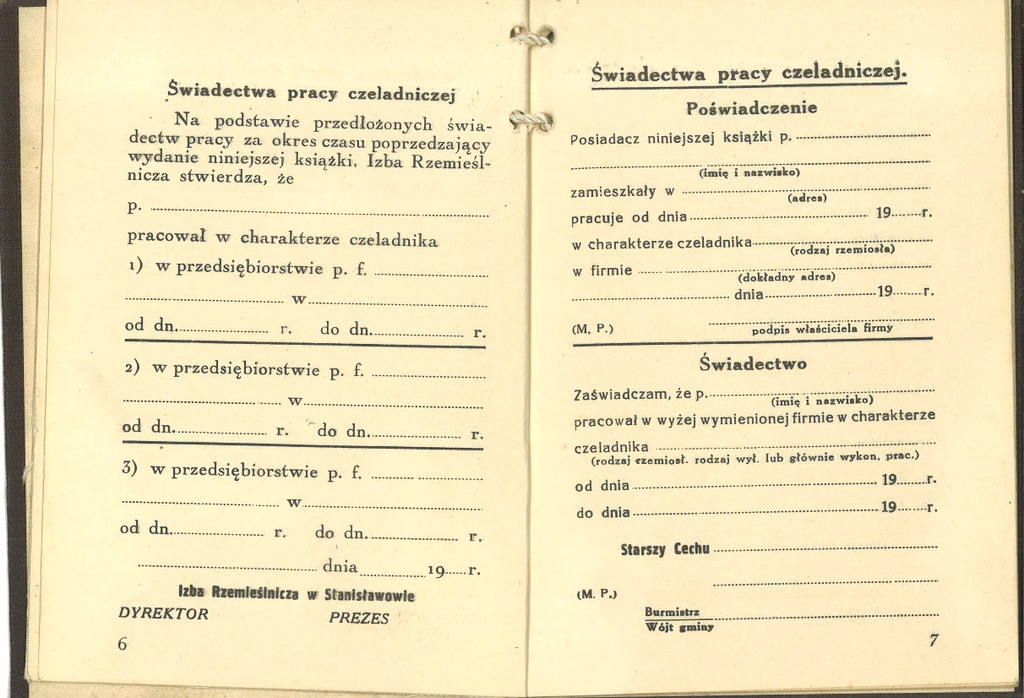 Świadectwa pracy czeladniczej
Na podstawie przedłożonych świa-
dectw pracy za okres czasu poprzedzający
wydanie niniejszej książki, Izba Rzemieśl-
nicza stwierdza, że
p. ........................
pracował w charakterze czeladnika
1) w przedsiębiorstwie p. f. ............
........................ w ........................
od dn. ............ r. do dn. ............ r.
2) w przedsiębiorstwie p. f. ............
........................ w ........................
od dn. ............ r. do dn. ............ r.
3) w przedsiębiorstwie p. f. ............
........................ w ........................
od dn. ............ r. do dn. ............ r.
........................ dnia ............ 19...... r.
Izba Rzemieślnicza w Stanisławowie
DYREKTOR PREZES
6
Świadectwa pracy czeladniczej.
Poświadczenie
Posiadacz niniejszej książki p. ............
........................
(imię i nazwisko)
zamieszkały w ........................
(adres)
pracuje od dnia ........................ 19........r.
w charakterze czeladnika ........................
(rodzaj rzemiosła)
w firmie ........................
(dokładny adres)
........................ dnia ........................ 19........r.
(M. P.) ........................
podpis właściciela firmy
Świadectwo
Zaświadczam, że p. ........................
(imię i nazwisko)
pracował w wyżej wymienionej firmie w charakterze
czeladnika ........................
(rodzaj rzemiosł. rodzaj wył. lub głównie wykon. prac.)
od dnia ........................ 19........r.
do dnia ........................ 19........r.
Starszy Cechu ........................
........................
(M. P.)
Burmistrz ........................
Wójt gminy
7